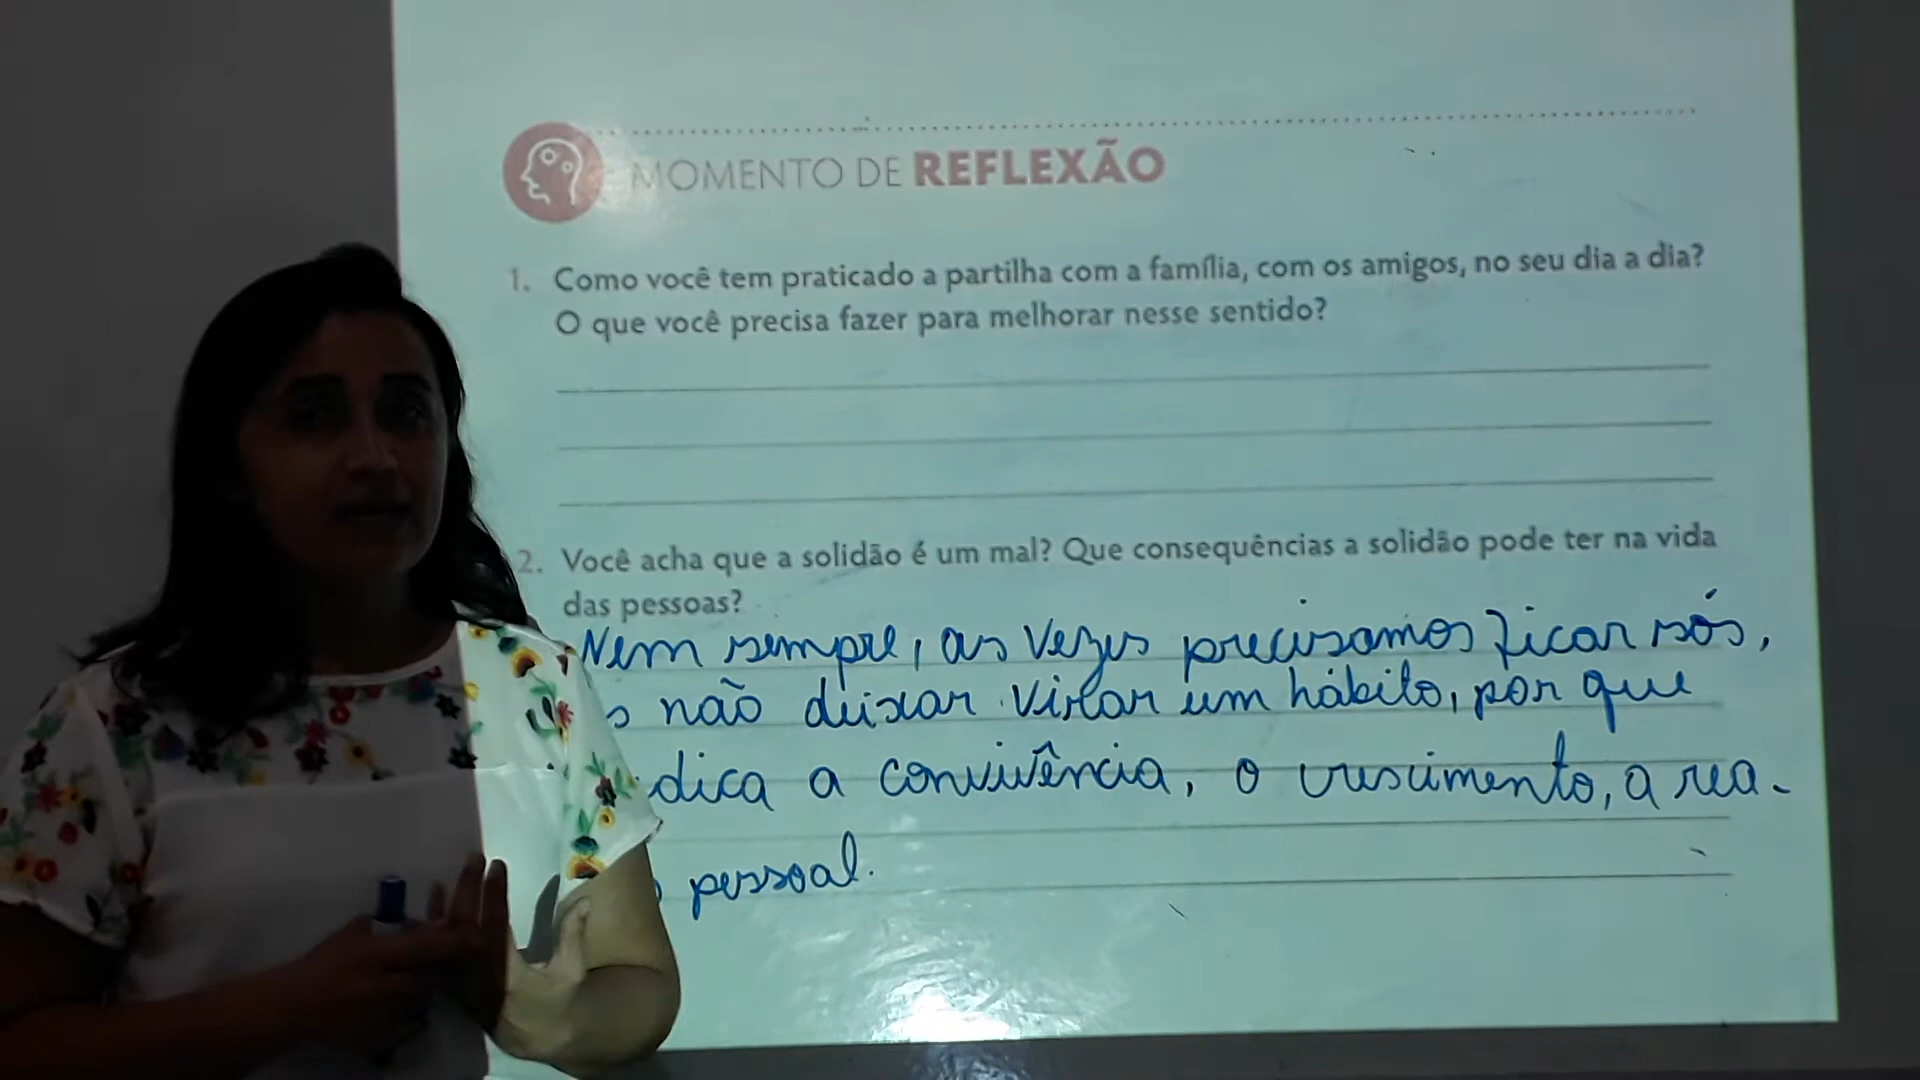 MOMENTO DE REFLEXÃO
1. Como você tem praticado a partilha com a família, com os amigos, no seu dia a dia?
O que você precisa fazer para melhorar nesse sentido?
2. Você acha que a solidão é um mal? Que consequências a solidão pode ter na vida
das pessoas?
Nem sempre, as vezes precisamos ficar sós,
não deixar virar um hábito, por que
a convivência, o crescimento, a rea-
pessoal.